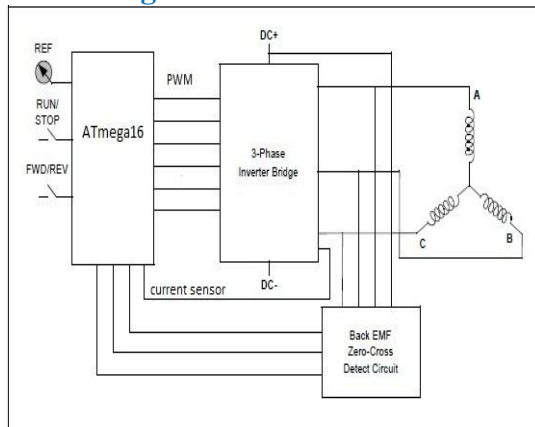 REF
RUN/
STOP
FWD/REV
ATmega16
PWM
DC+
3-Phase
Inverter Bridge
DC-
current sensor
A
B
C
Back EMF
Zero-Cross
Detect Circuit